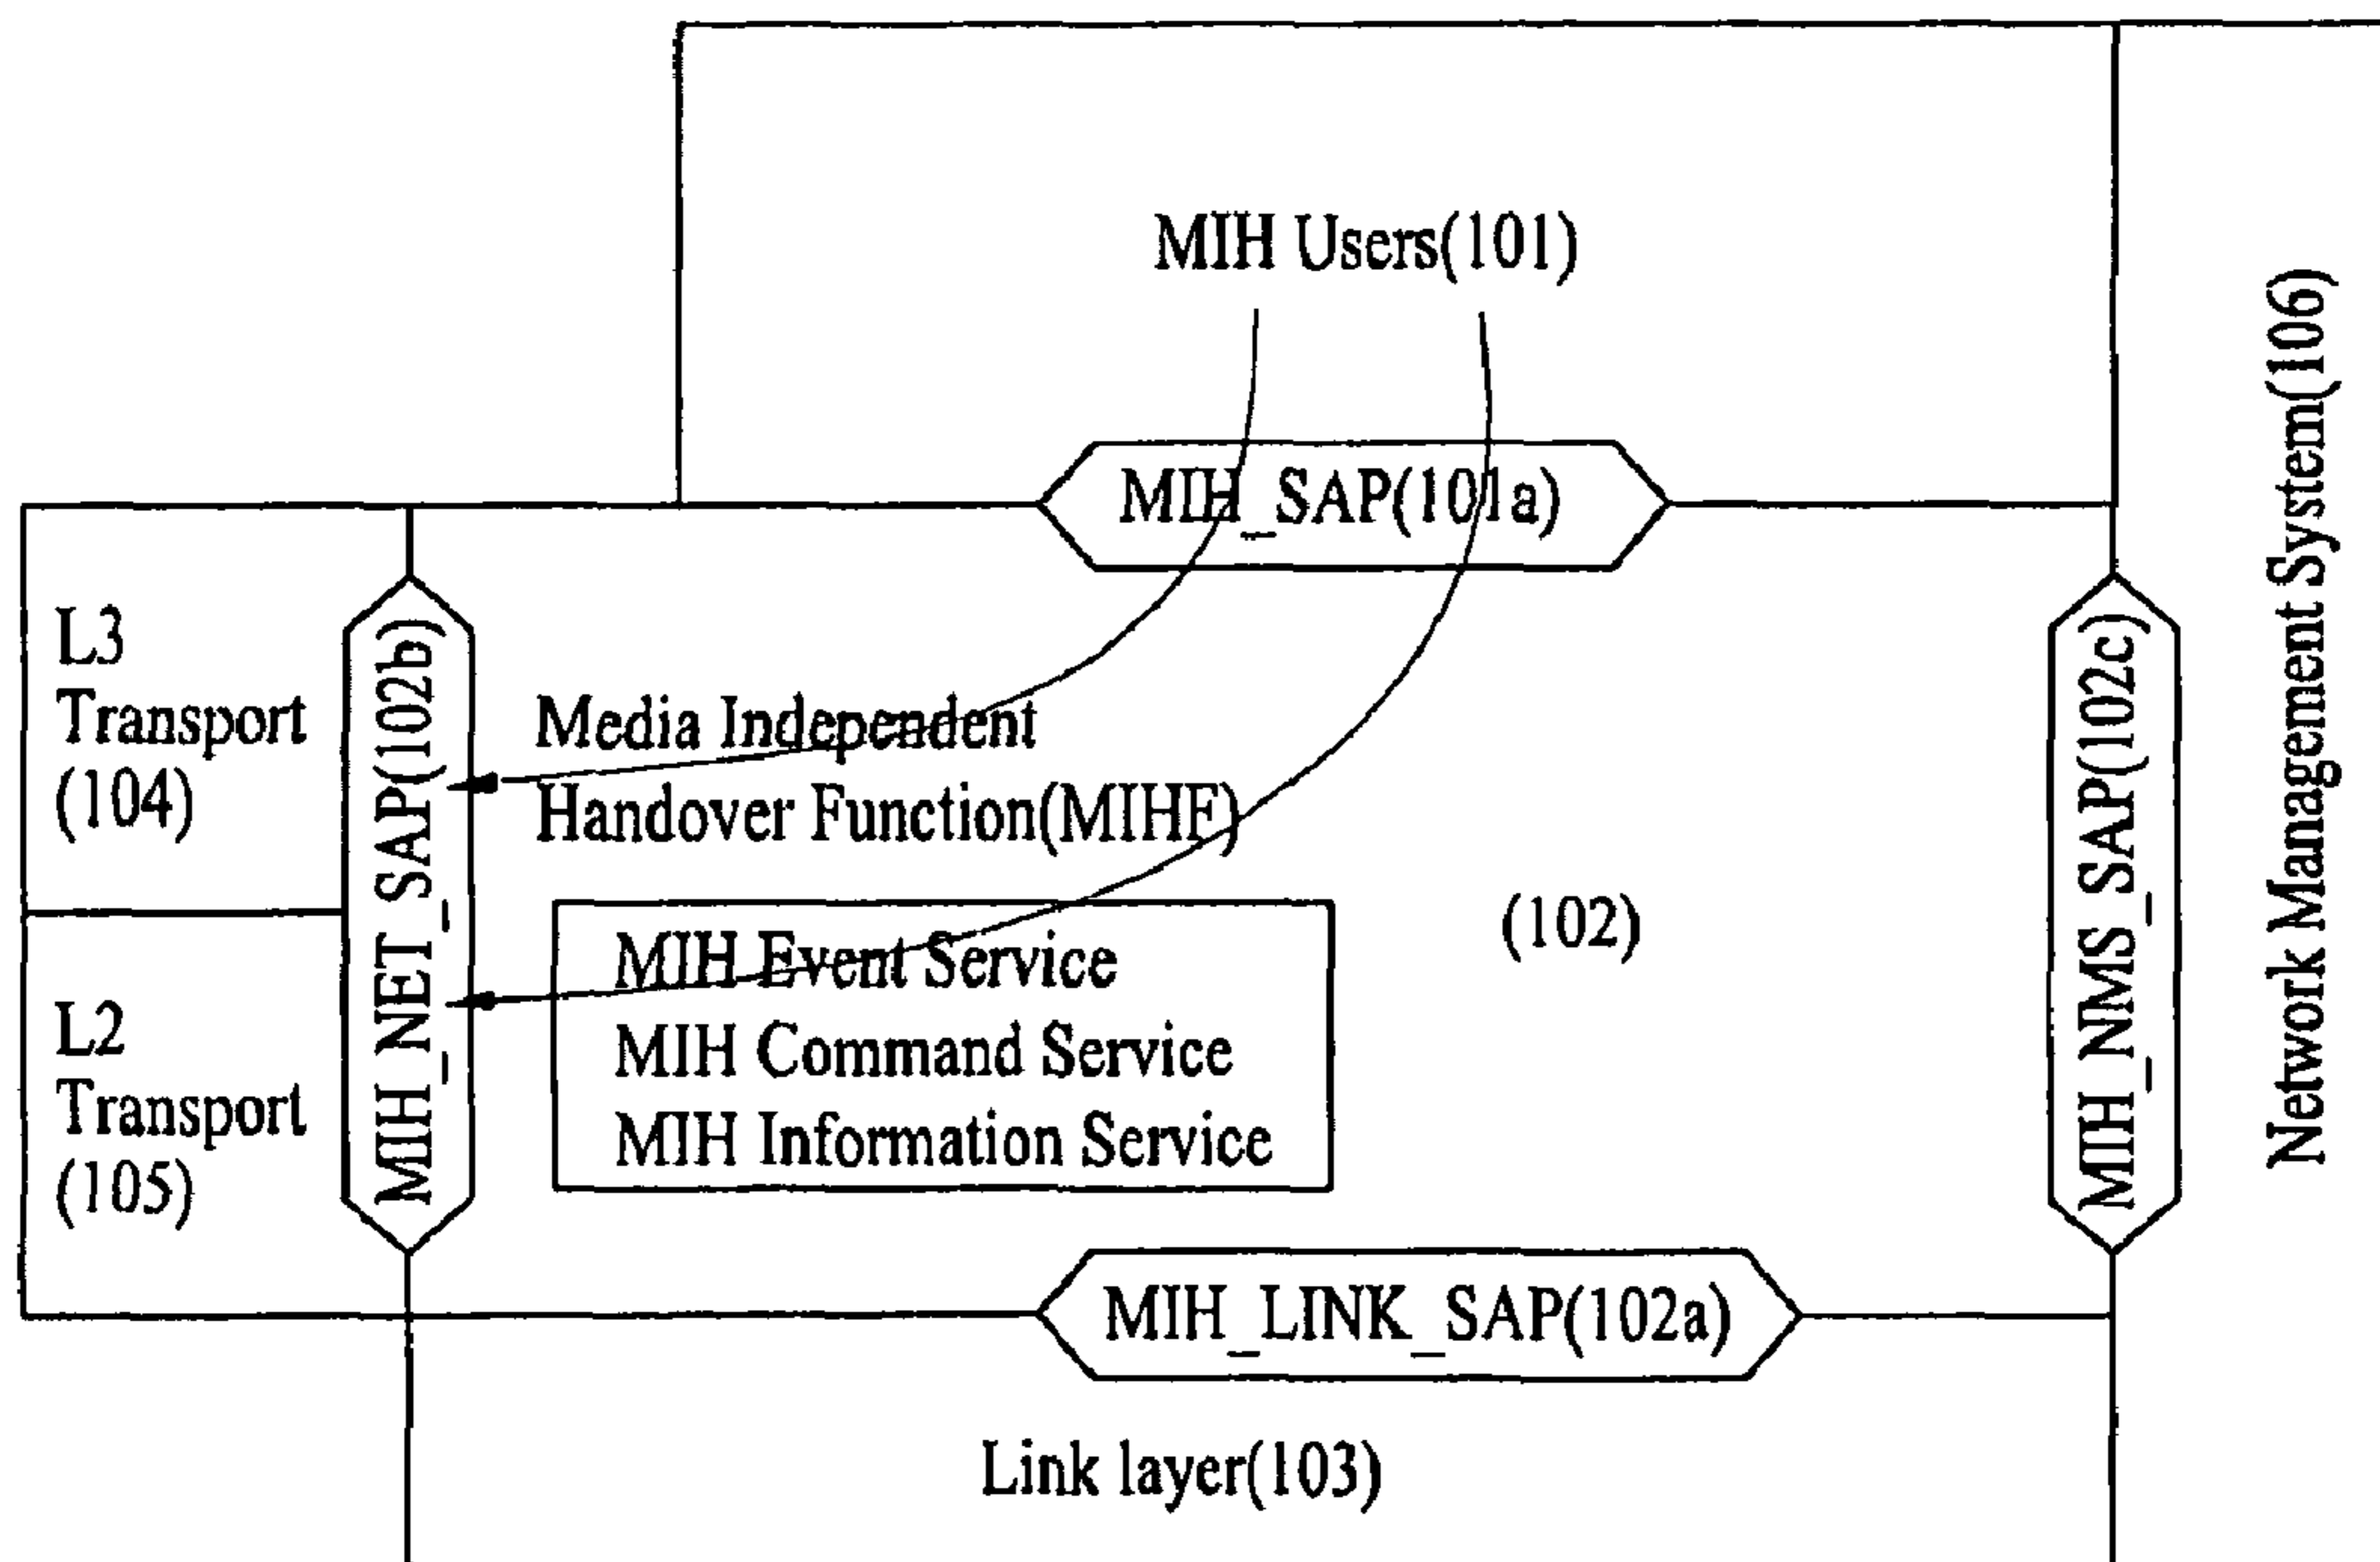 MIH Users(101)
MIH_SAP(101a)
L3
Transport
(104)
MIH_NET_SAP(102b)
Media Independent
Handover Function(MIHF)
(102)
MIH Event Service
MIH Command Service
MIH Information Service
L2
Transport
(105)
MIH_NMS_SAP(102c)
Network Management System(106)
MIH_LINK_SAP(102a)
Link layer(103)